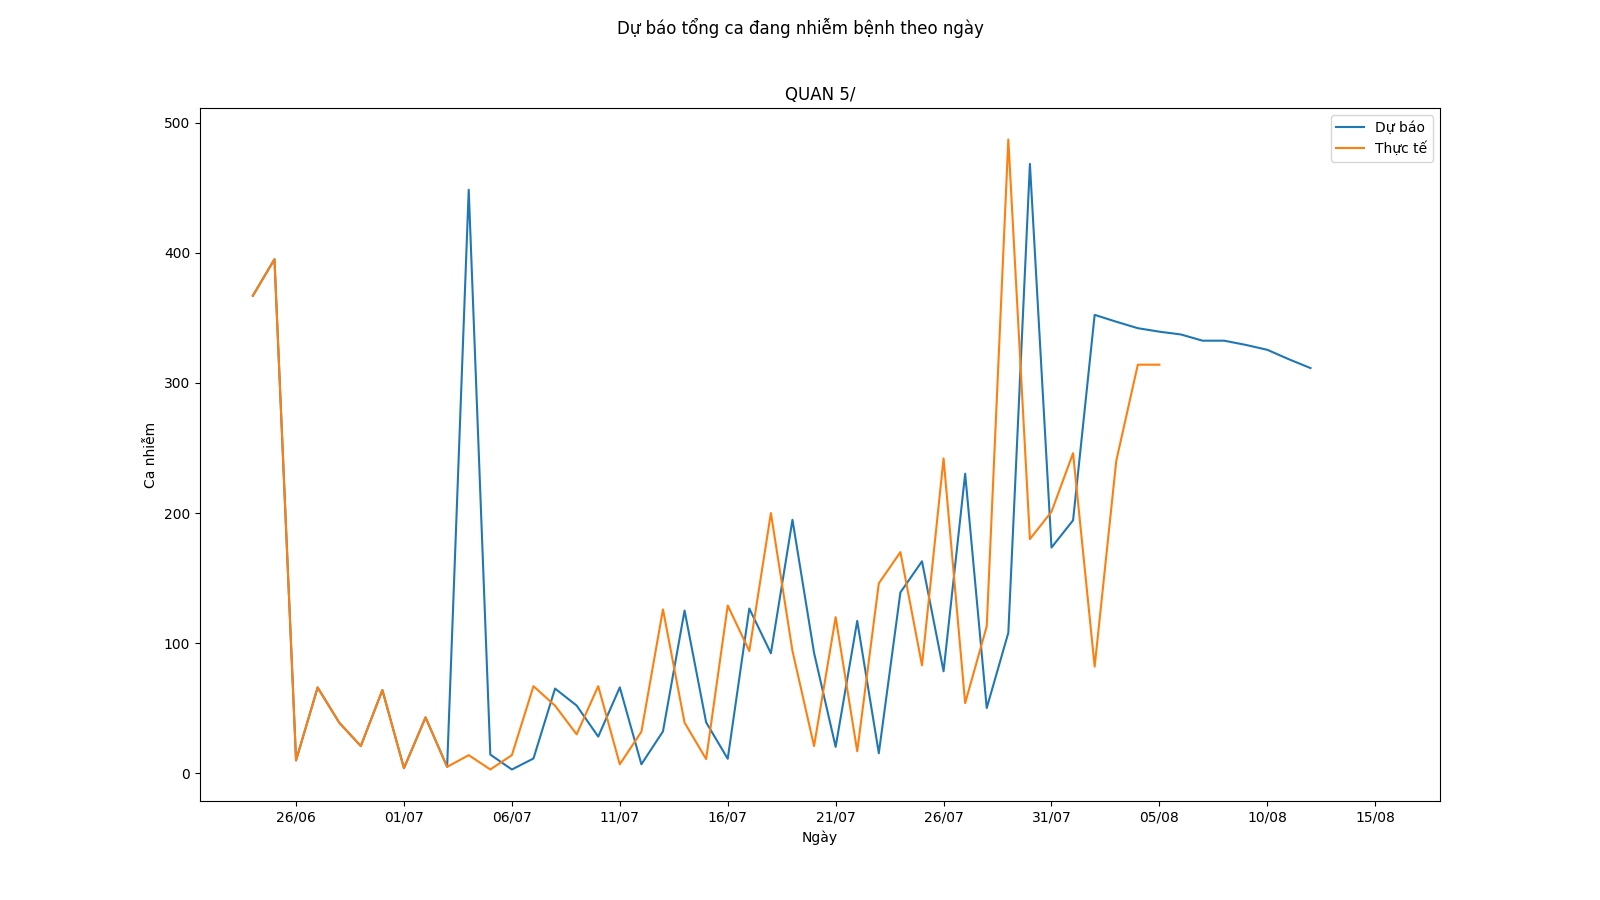 Dự báo tổng ca đang nhiễm bệnh theo ngày
QUAN 5/
Dự báo
Thực tế
Ca nhiễm
500
400
300
200
100
0
26/06 01/07 06/07 11/07 16/07 21/07 26/07 31/07 05/08 10/08 15/08
Ngày